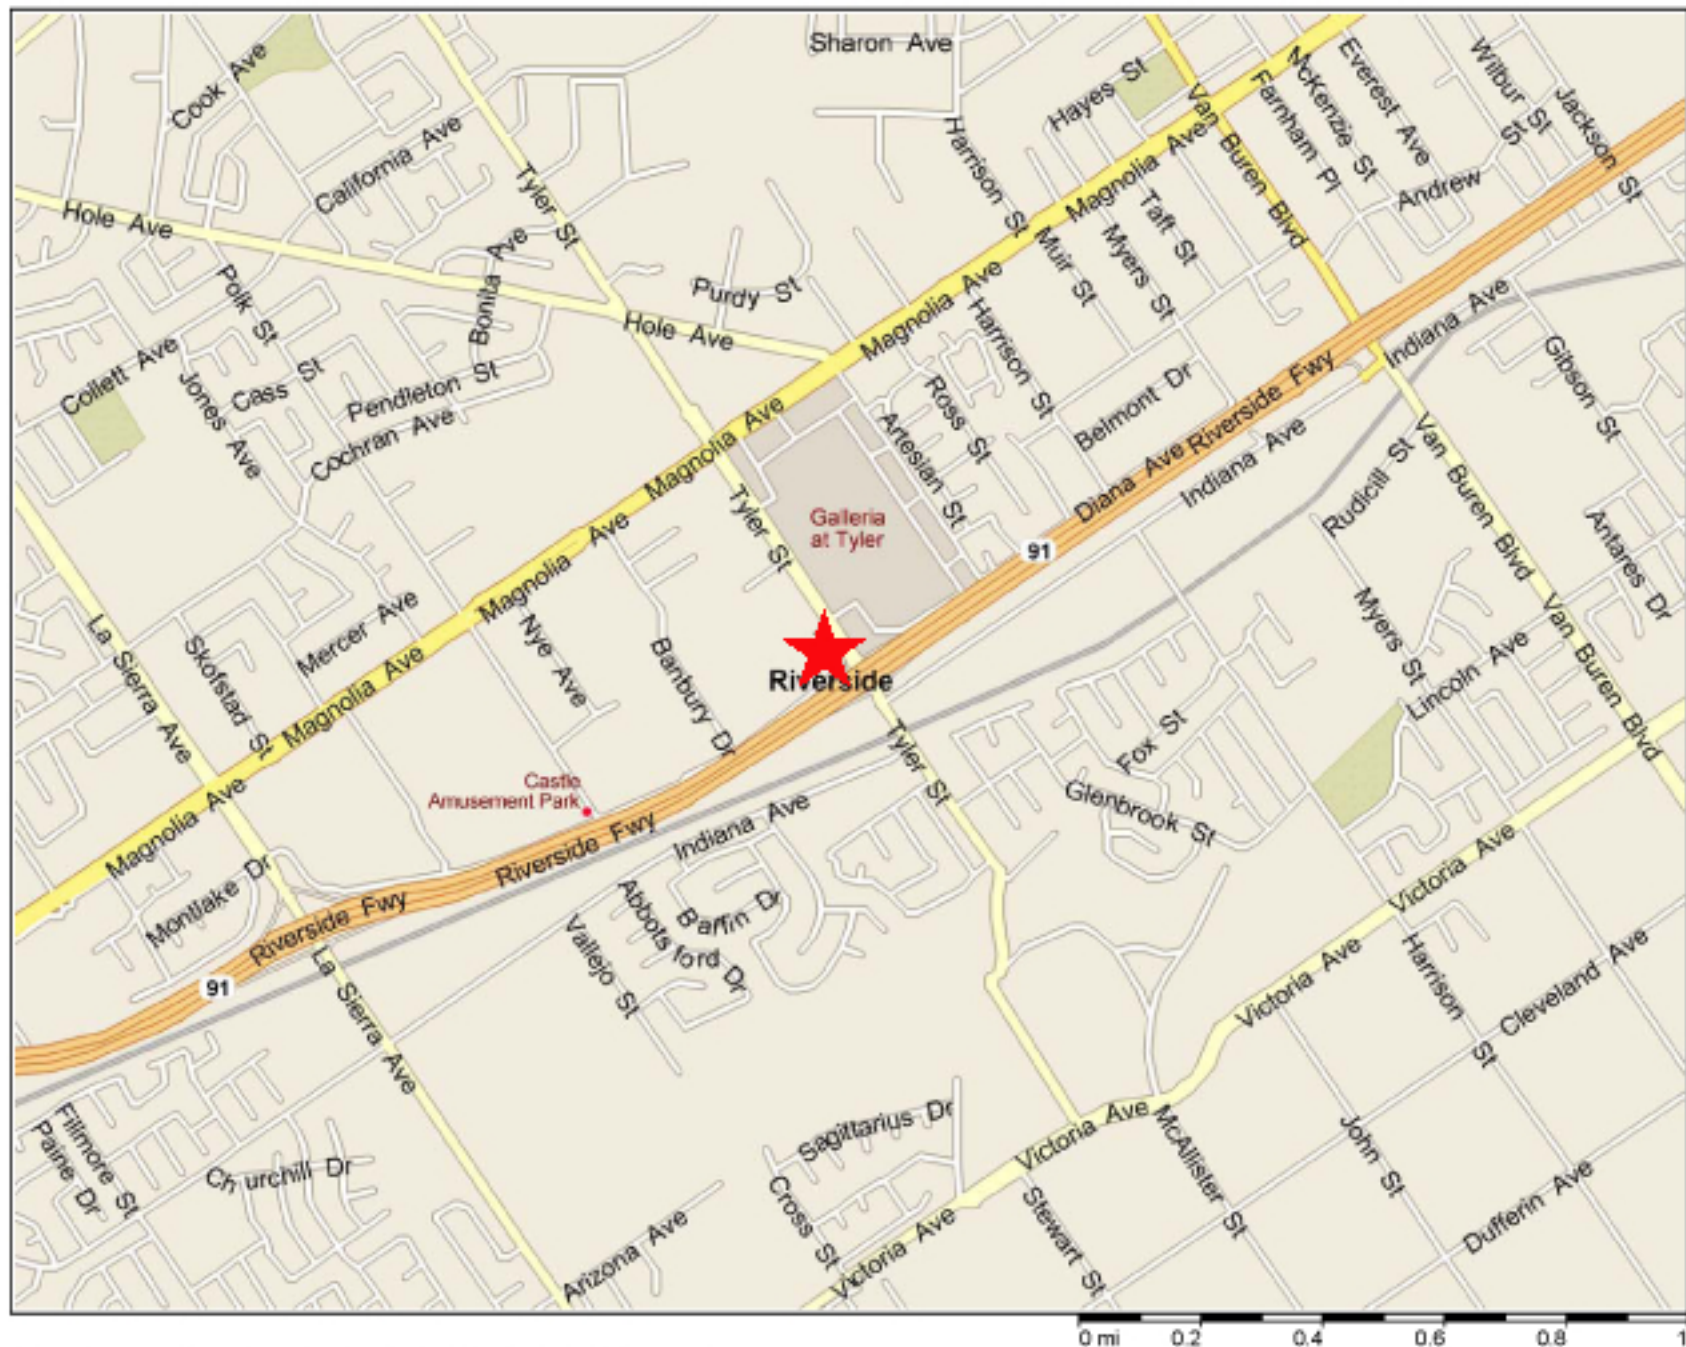 Sharon Ave
Cook Ave
Hayes St
McKenzie St
Everest Ave
Wilbur St
Jackson St
Farnham Pl
Van Buren Blvd
California Ave
Tyler St
Harrison St
Magnolia Ave
St
Andrew
Hole Ave
Taft St
Myers St
Muir St
Bonita Ave
Polk St
Purdy St
Hole Ave
Magnolia Ave
Harrison St
Indiana Ave
Collett Ave
Cass St
Jones Ave
Pendleton St
Cochran Ave
Ross St
Belmont Dr
Riverside Fwy
Gibson St
Magnolia Ave
Magnolia Ave
Artesian St
Diana Ave
Indiana Ave
Rudicill St
Van Buren Blvd
Tyler St
Galleria
at Tyler
91
Antares Dr
Magnolia Ave
La Sierra Ave
Skofstad St
Mercer Ave
Nye Ave
Banbury Dr
Myers St
Lincoln Ave
Van Buren Blvd
Magnolia Ave
Riverside
Tyler St
Fox St
Castle
Amusement Park
Glenbrook St
Magnolia Ave
Riverside Fwy
Indiana Ave
Victoria Ave
Montlake Dr
Riverside Fwy
Abbotsford Dr
Baffin Dr
Vallejo St
91
La Sierra Ave
Victoria Ave
Harrison St
Cleveland Ave
Fillmore St
Paine Dr
Churchill Dr
Sagittarius Dr
Victoria Ave
McAllister St
John St
Cross St
Stewart St
Dufferin Ave
Arizona Ave
Victoria Ave
0 mi 0.2 0.4 0.6 0.8 1